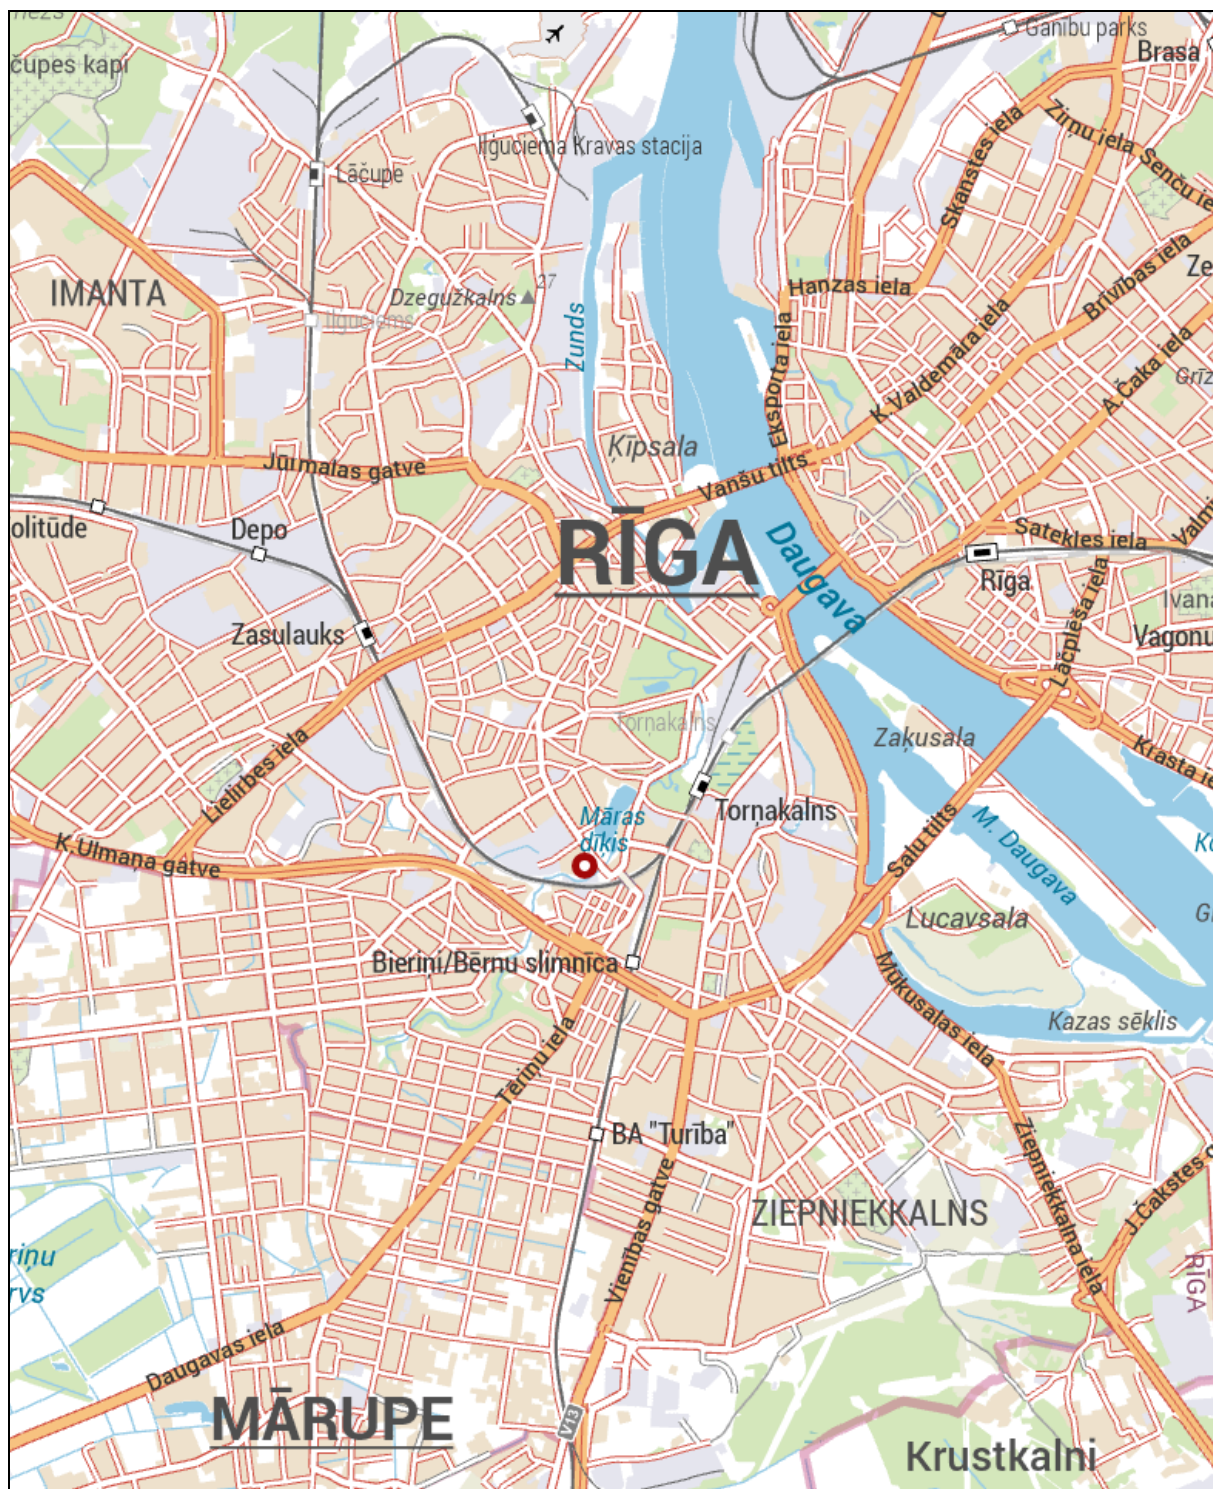 Ganību parks
Brasa
čupes kapi
Iļģuciema Kravas stacija
Lāčupe
Skanstes iela
Zirņu iela
Senču ie
Brīvības iela
Ze
IMANTA
Dzegužkalns
27
Hanzas iela
Iļģuciems
Zunds
Eksporta iela
K.Valdemāra iela
A.Čaka iela
Grīz
Ķīpsala
Jūrmalas gatve
Vanšu tilts
olitūde
Depo
RĪGA
Daugava
Satekles iela
Valmi
Rīga
Ivana
Zasulauks
Lāčplēša iela
Vagonu
Torņakalns
Zaķusala
Krasta ie
Lielirbes iela
Māras
dīķis
Torņakalns
Salu tilts
M. Daugava
K.Ulmaņa gatve
Lucavsala
Bieriņi/Bērnu slimnīca
Mūkusalas iela
Kazas sēklis
Tēriņu iela
BA "Turība"
Ziepniekkalna iela
J.Čakstes g
ZIEPNIEKKALNS
Vienības gatve
riņu
rvs
RĪGA
Daugavas iela
MĀRUPE
V13
Krustkalni